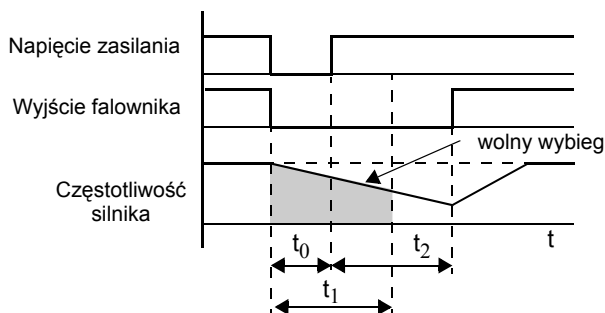 Napięcie zasilania
Wyjście falownika
wolny wybieg
Częstotliwość
silnika
t0
t2
t
t1